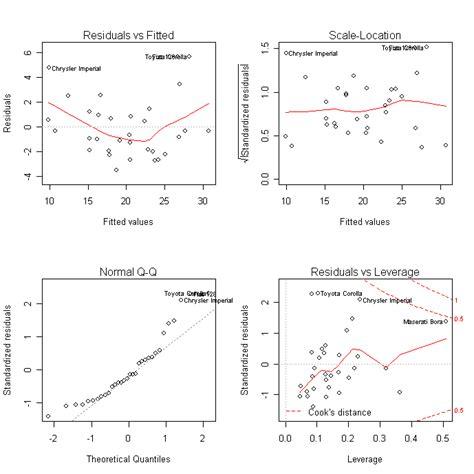 Residuals vs Fitted
Toyota Corolla
Chrysler Imperial
Residuals
6
4
2
0
-2
-4
10 15 20 25 30
Fitted values
Scale-Location
Chrysler Imperial
√|Standardized residuals|
1.5
1.0
0.5
0.0
10 15 20 25 30
Fitted values
Normal Q-Q
Toyota Corolla
Chrysler Imperial
Standardized residuals
2
1
0
-1
-2 -1 0 1 2
Theoretical Quantiles
Residuals vs Leverage
Toyota Corolla
Chrysler Imperial
Maserati Bora
1
0.5
0.5
Cook's distance
Standardized residuals
2
1
0
-1
0.0 0.1 0.2 0.3 0.4 0.5
Leverage